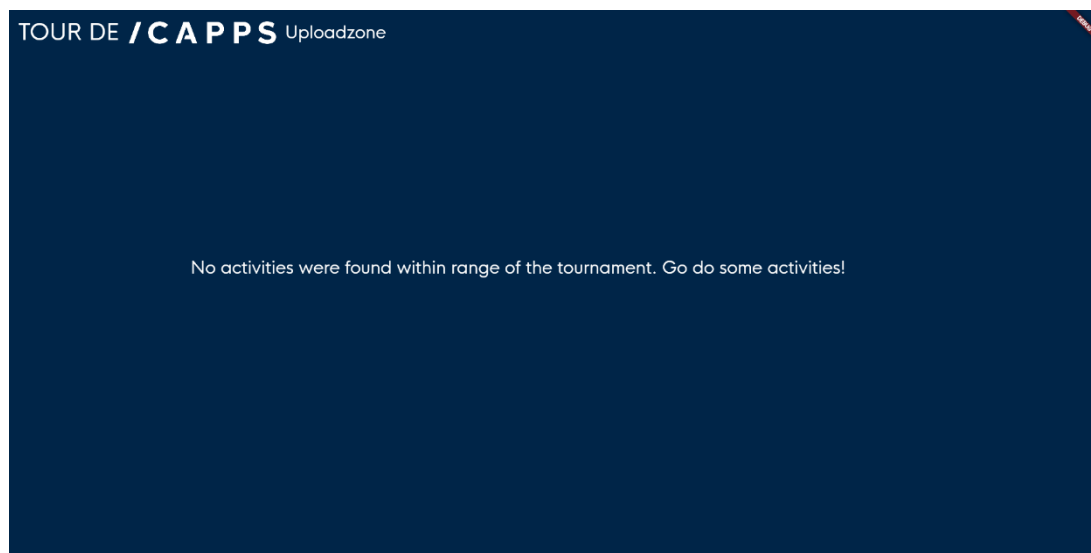 TOUR DE /CAPPS Uploadzone
No activities were found within range of the tournament. Go do some activities!